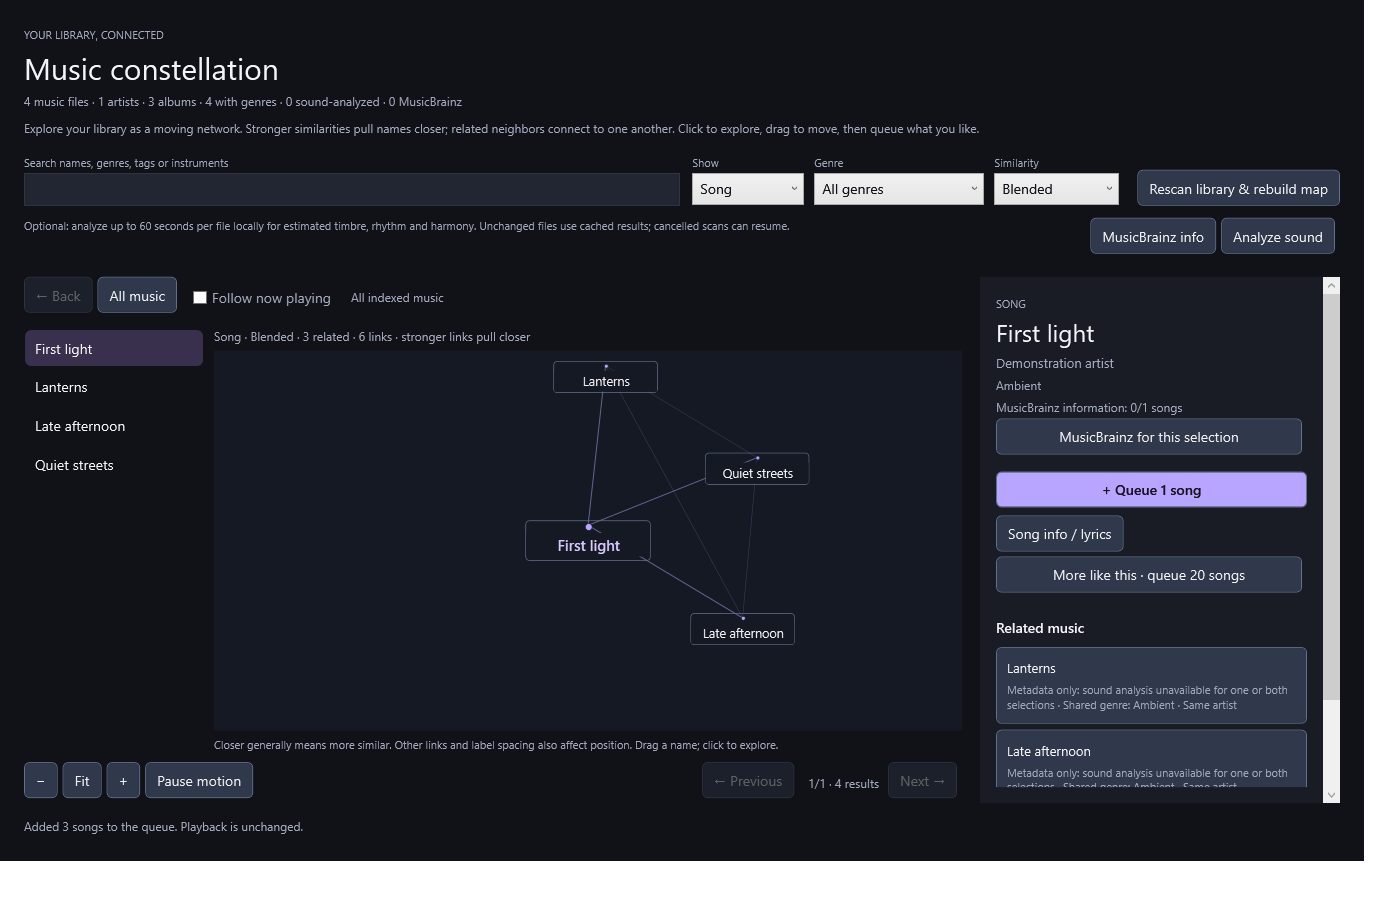 YOUR LIBRARY, CONNECTED
Music constellation
4 music files · 1 artists · 3 albums · 4 with genres · 0 sound-analyzed · 0 MusicBrainz
Explore your library as a moving network. Stronger similarities pull names closer; related neighbors connect to one another. Click to explore, drag to move, then queue what you like.
Search names, genres, tags or instruments
Show
Genre
Similarity
Song
All genres
Blended
Rescan library & rebuild map
Optional: analyze up to 60 seconds per file locally for estimated timbre, rhythm and harmony. Unchanged files use cached results; cancelled scans can resume.
MusicBrainz info
Analyze sound
← Back
All music
Follow now playing
All indexed music
First light
Lanterns
Late afternoon
Quiet streets
Song · Blended · 3 related · 6 links · stronger links pull closer
Lanterns
Quiet streets
First light
Late afternoon
Closer generally means more similar. Other links and label spacing also affect position. Drag a name; click to explore.
−
Fit
+
Pause motion
← Previous
1/1 · 4 results
Next →
Added 3 songs to the queue. Playback is unchanged.
SONG
First light
Demonstration artist
Ambient
MusicBrainz information: 0/1 songs
MusicBrainz for this selection
+ Queue 1 song
Song info / lyrics
More like this · queue 20 songs
Related music
Lanterns
Metadata only: sound analysis unavailable for one or both
selections · Shared genre: Ambient · Same artist
Late afternoon
Metadata only: sound analysis unavailable for one or both
selections · Shared genre: Ambient · Same artist